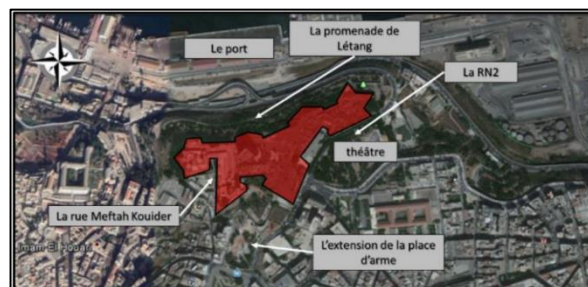 La promenade de
Létang
Le port
La RN2
théâtre
La rue Meftah Kouider
L'extension de la place
d'arme